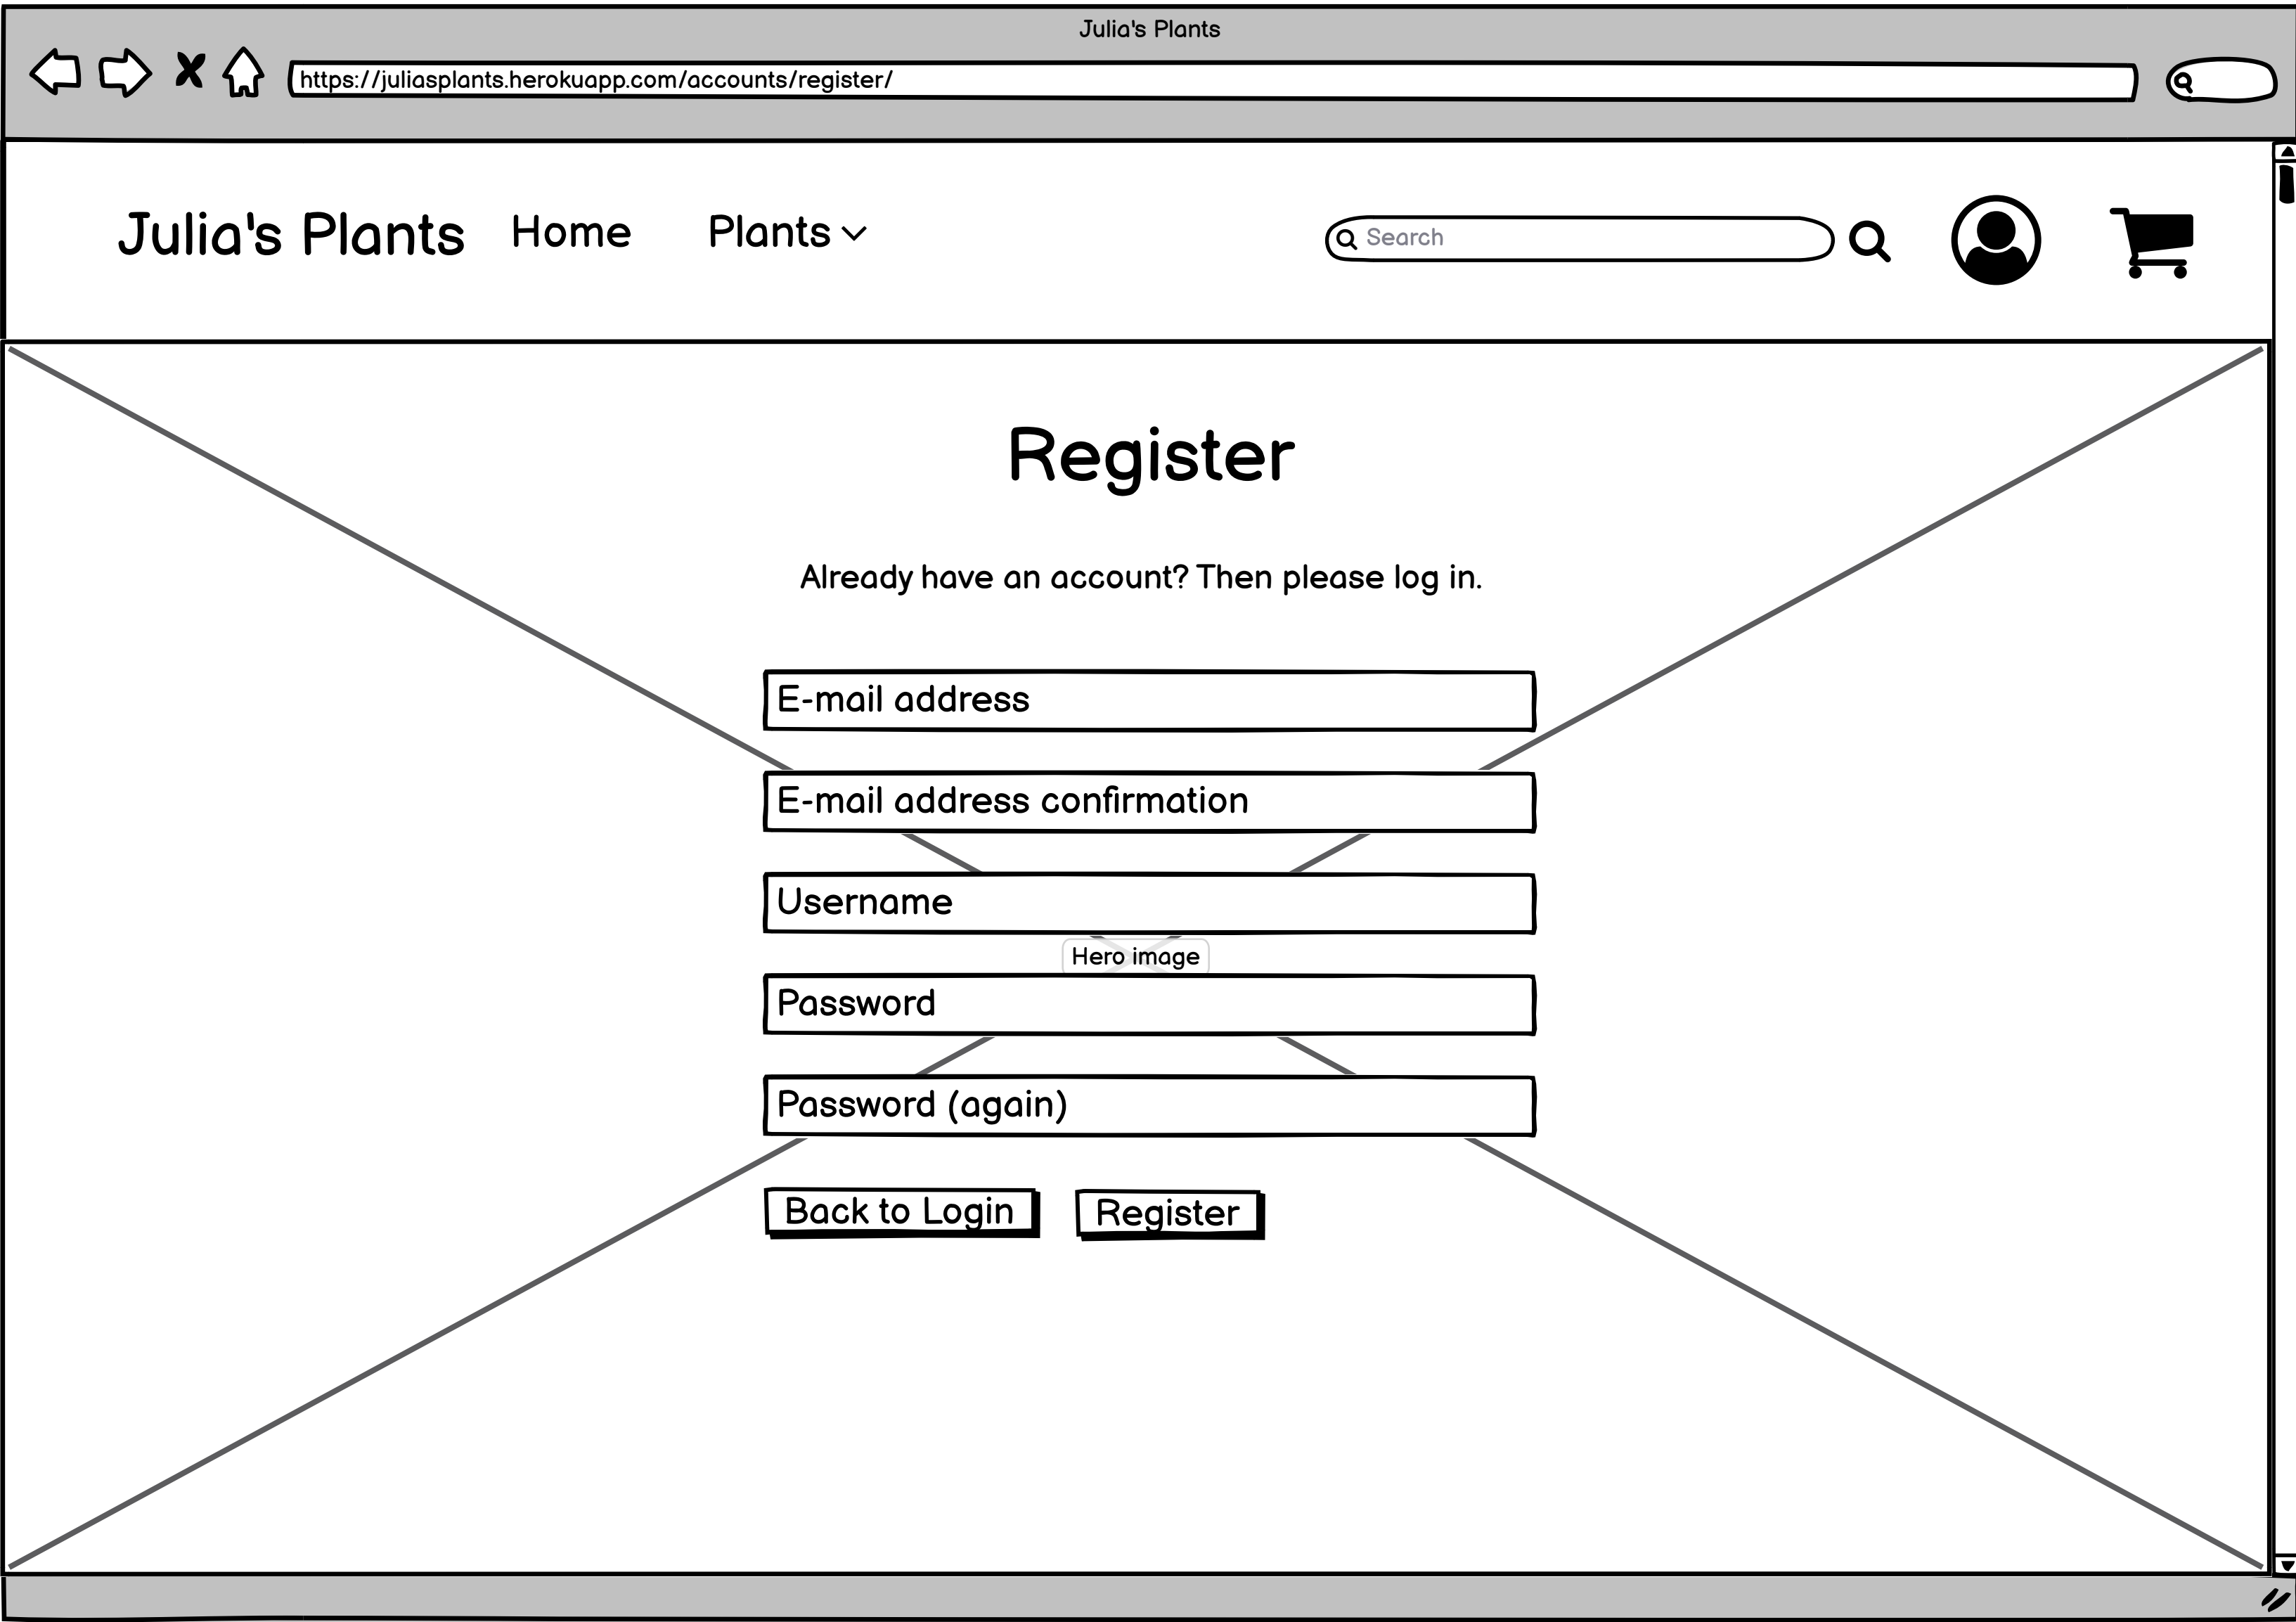 Julia's Plants
https://juliasplants.herokuapp.com/accounts/register/
Julia's Plants Home Plants Search
Register
Already have an account? Then please log in.
E-mail address
E-mail address confirmation
Username
Hero image
Password
Password (again)
Back to Login Register